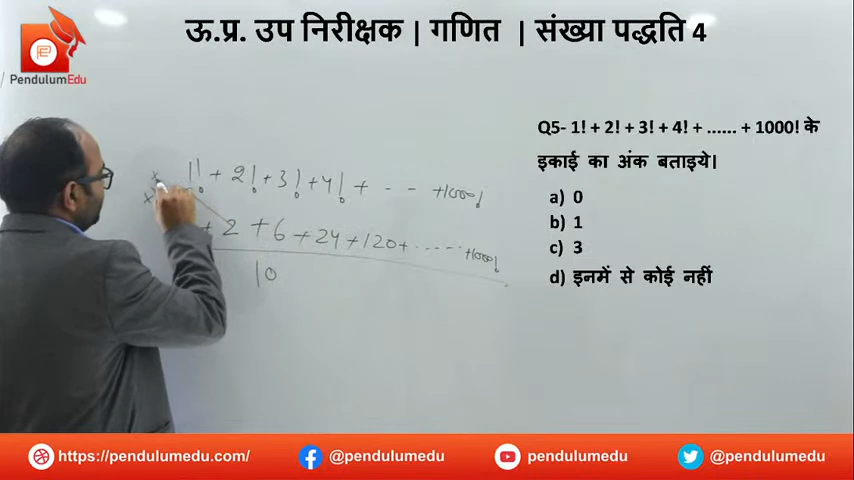 ऊ.प्र. उप निरीक्षक | गणित | संख्या पद्धति 4
PendulumEdu
Q5- 1! + 2! + 3! + 4! + ...... + 1000! के
इकाई का अंक बताइये।
a) 0
b) 1
c) 3
d) इनमें से कोई नहीं
1! + 2! + 3! + 4! + - - +1000!
+ 2 + 6 + 24 + 120 + ...... +1000!
10
https://pendulumedu.com/
@pendulumedu
pendulumedu
@pendulumedu